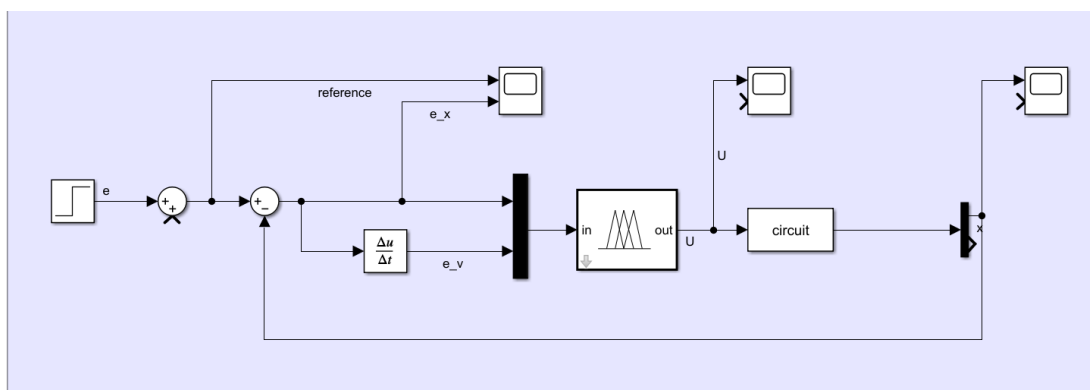 reference
e_x
U
e
+
+
+
−
in
out
U
circuit
x
Δu
Δt
e_v